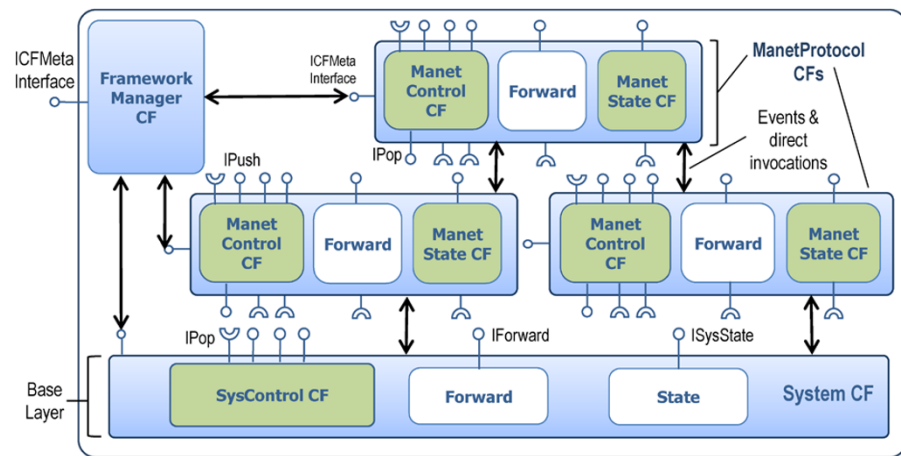 ICFMeta
Interface
Framework
Manager
CF
ICFMeta
Interface
Manet
Control
CF
Forward
Manet
State CF
ManetProtocol
CFs
Events &
direct
invocations
IPop
IPush
Manet
Control
CF
Forward
Manet
State CF
Manet
Control
CF
Forward
Manet
State CF
IPop
IForward
ISysState
Base
Layer
SysControl CF
Forward
State
System CF